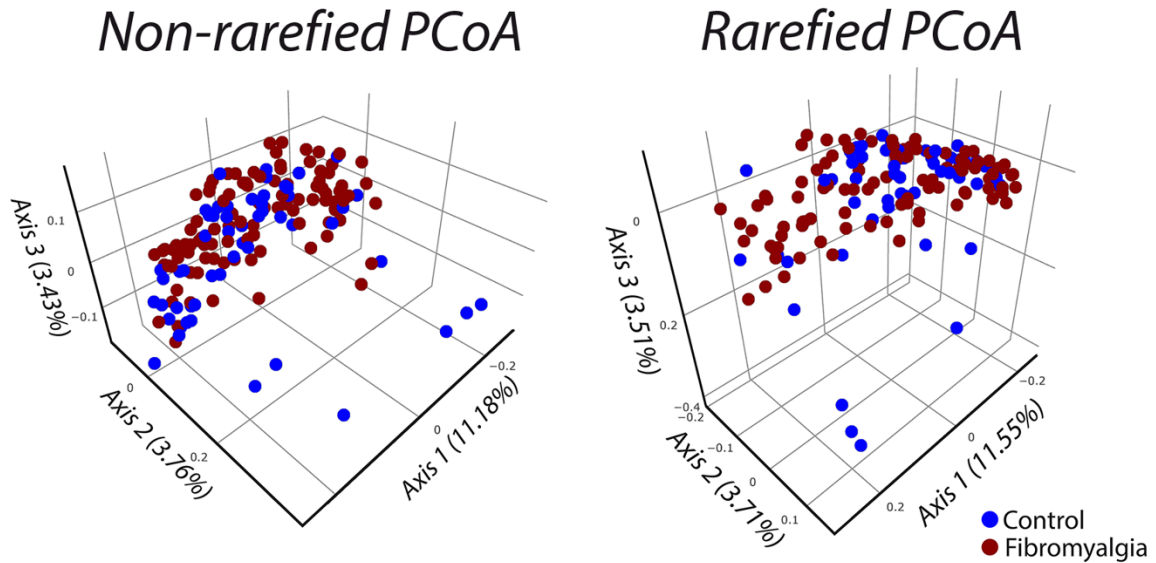 Non-rarefied PCoA
Rarefied PCoA
Axis 3 (3.43%)
0.1
0
−0.1
0
Axis 2 (3.76%)
0.2
Axis 1 (11.18%)
0
−0.2
Axis 3 (3.51%)
0
0.2
−0.4
−0.2
−0.1
0
0.1
Axis 2 (3.71%)
0.2
0
−0.2
Axis 1 (11.55%)
Control
Fibromyalgia